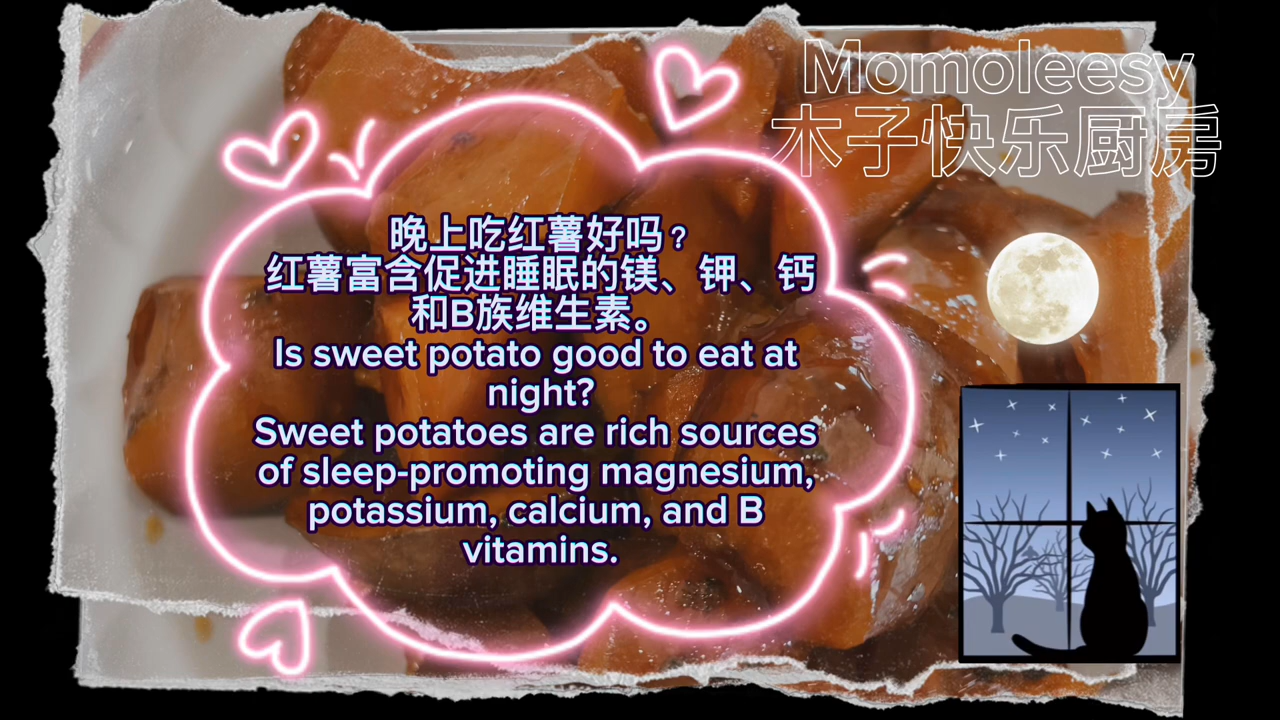 Momoleesy
木子快乐厨房
晚上吃红薯好吗？
红薯富含促进睡眠的镁、钾、钙
和B族维生素。
Is sweet potato good to eat at
night?
Sweet potatoes are rich sources
of sleep-promoting magnesium,
potassium, calcium, and B
vitamins.